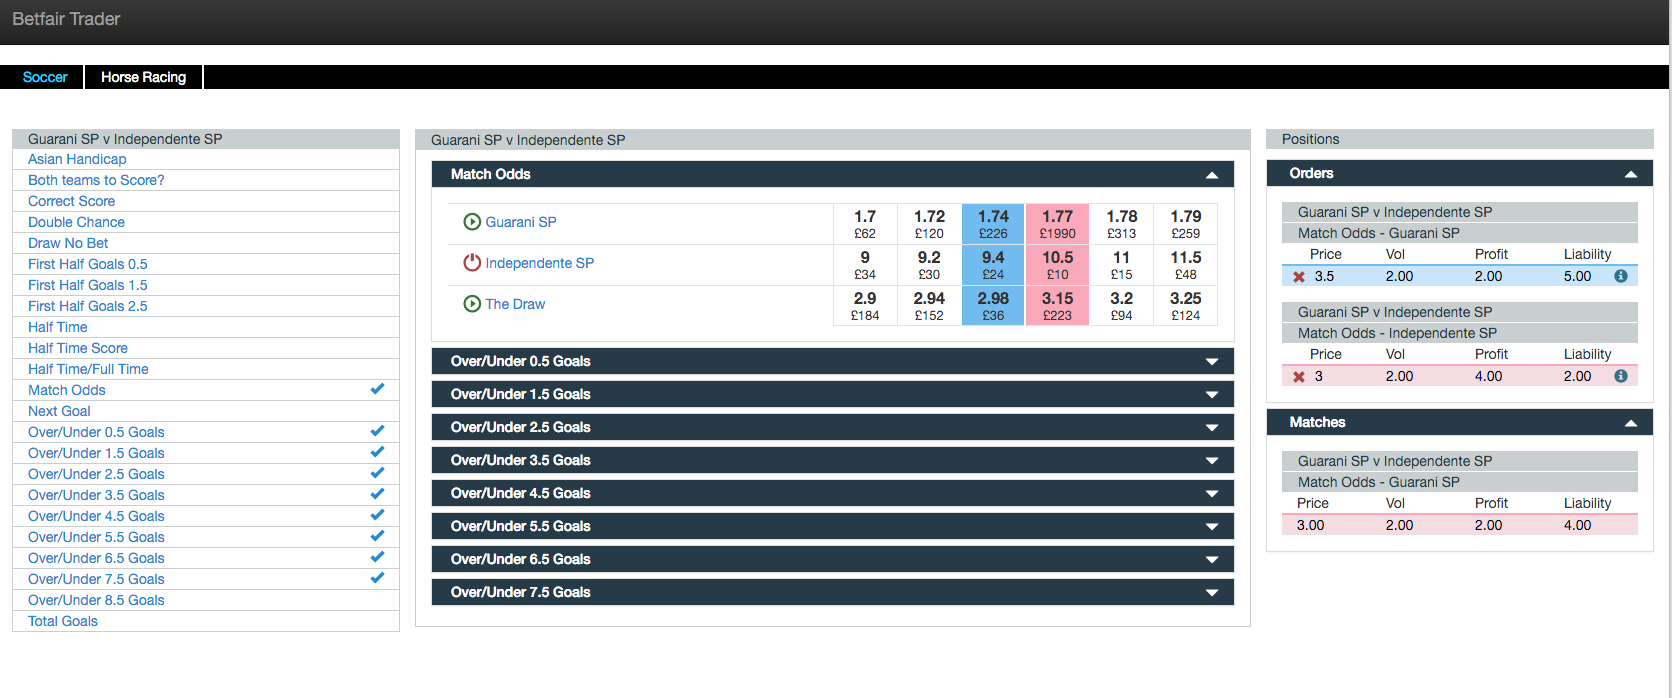 Betfair Trader
Soccer
Horse Racing
Guarani SP v Independente SP
Asian Handicap
Both teams to Score?
Correct Score
Double Chance
Draw No Bet
First Half Goals 0.5
First Half Goals 1.5
First Half Goals 2.5
Half Time
Half Time Score
Half Time/Full Time
Match Odds
Next Goal
Over/Under 0.5 Goals
Over/Under 1.5 Goals
Over/Under 2.5 Goals
Over/Under 3.5 Goals
Over/Under 4.5 Goals
Over/Under 5.5 Goals
Over/Under 6.5 Goals
Over/Under 7.5 Goals
Over/Under 8.5 Goals
Total Goals
Guarani SP v Independente SP
Match Odds
Guarani SP 1.7 1.72 1.74 1.77 1.78 1.79
£62 £120 £226 £1990 £313 £259
Independente SP 9 9.2 9.4 10.5 11 11.5
£34 £30 £24 £10 £15 £48
The Draw 2.9 2.94 2.98 3.15 3.2 3.25
£184 £152 £36 £223 £94 £124
Over/Under 0.5 Goals
Over/Under 1.5 Goals
Over/Under 2.5 Goals
Over/Under 3.5 Goals
Over/Under 4.5 Goals
Over/Under 5.5 Goals
Over/Under 6.5 Goals
Over/Under 7.5 Goals
Positions
Orders
Guarani SP v Independente SP
Match Odds - Guarani SP
Price Vol Profit Liability
3.5 2.00 2.00 5.00
Guarani SP v Independente SP
Match Odds - Independente SP
Price Vol Profit Liability
3 2.00 4.00 2.00
Matches
Guarani SP v Independente SP
Match Odds - Guarani SP
Price Vol Profit Liability
3.00 2.00 2.00 4.00